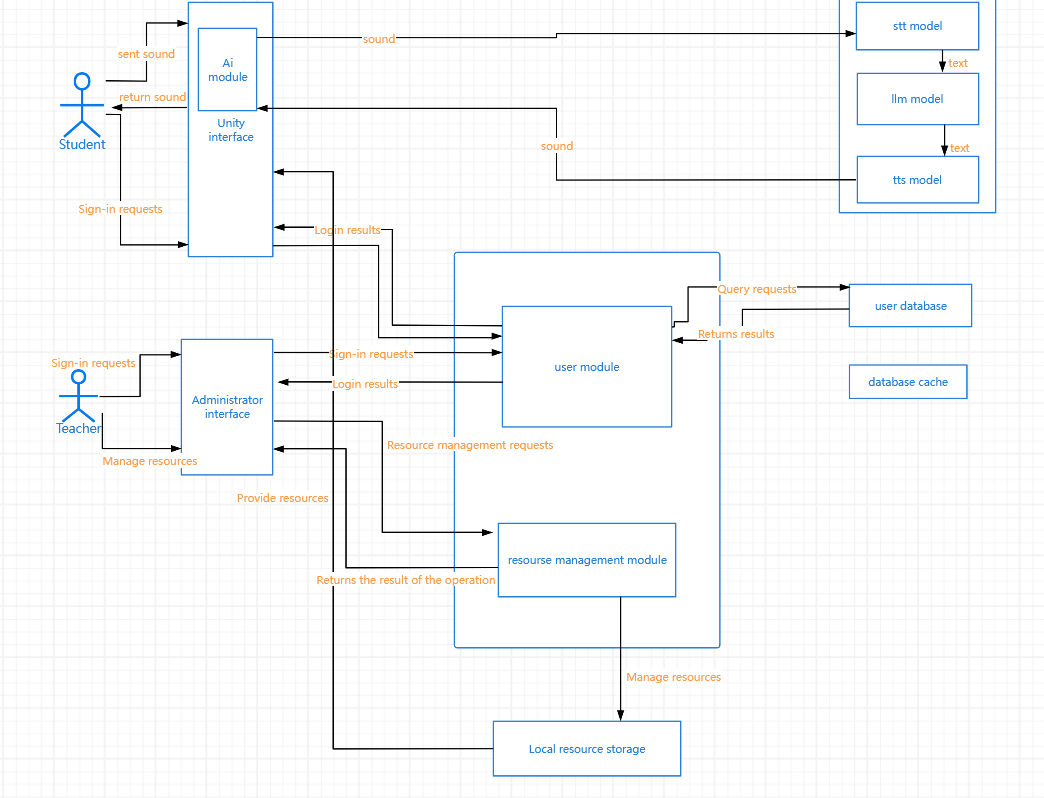 stt model
sound
sent sound
Ai
module
text
return sound
llm model
Unity
interface
Student
sound
text
tts model
Sign-in requests
Login results
Query requests
user database
Returns results
Sign-in requests
Sign-in requests
user module
database cache
Login results
Administrator
interface
Teacher
Resource management requests
Manage resources
Provide resources
resourse management module
Returns the result of the operation
Manage resources
Local resource storage